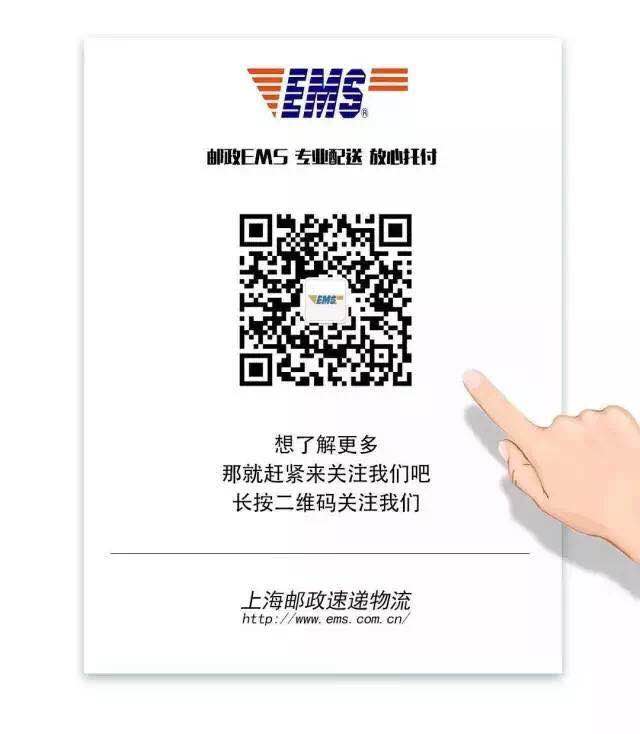 EMS®
邮政EMS 专业配送 放心托付
EMS
想了解更多
那就赶紧来关注我们吧
长按二维码关注我们
上海邮政速递物流
http://www.ems.com.cn/